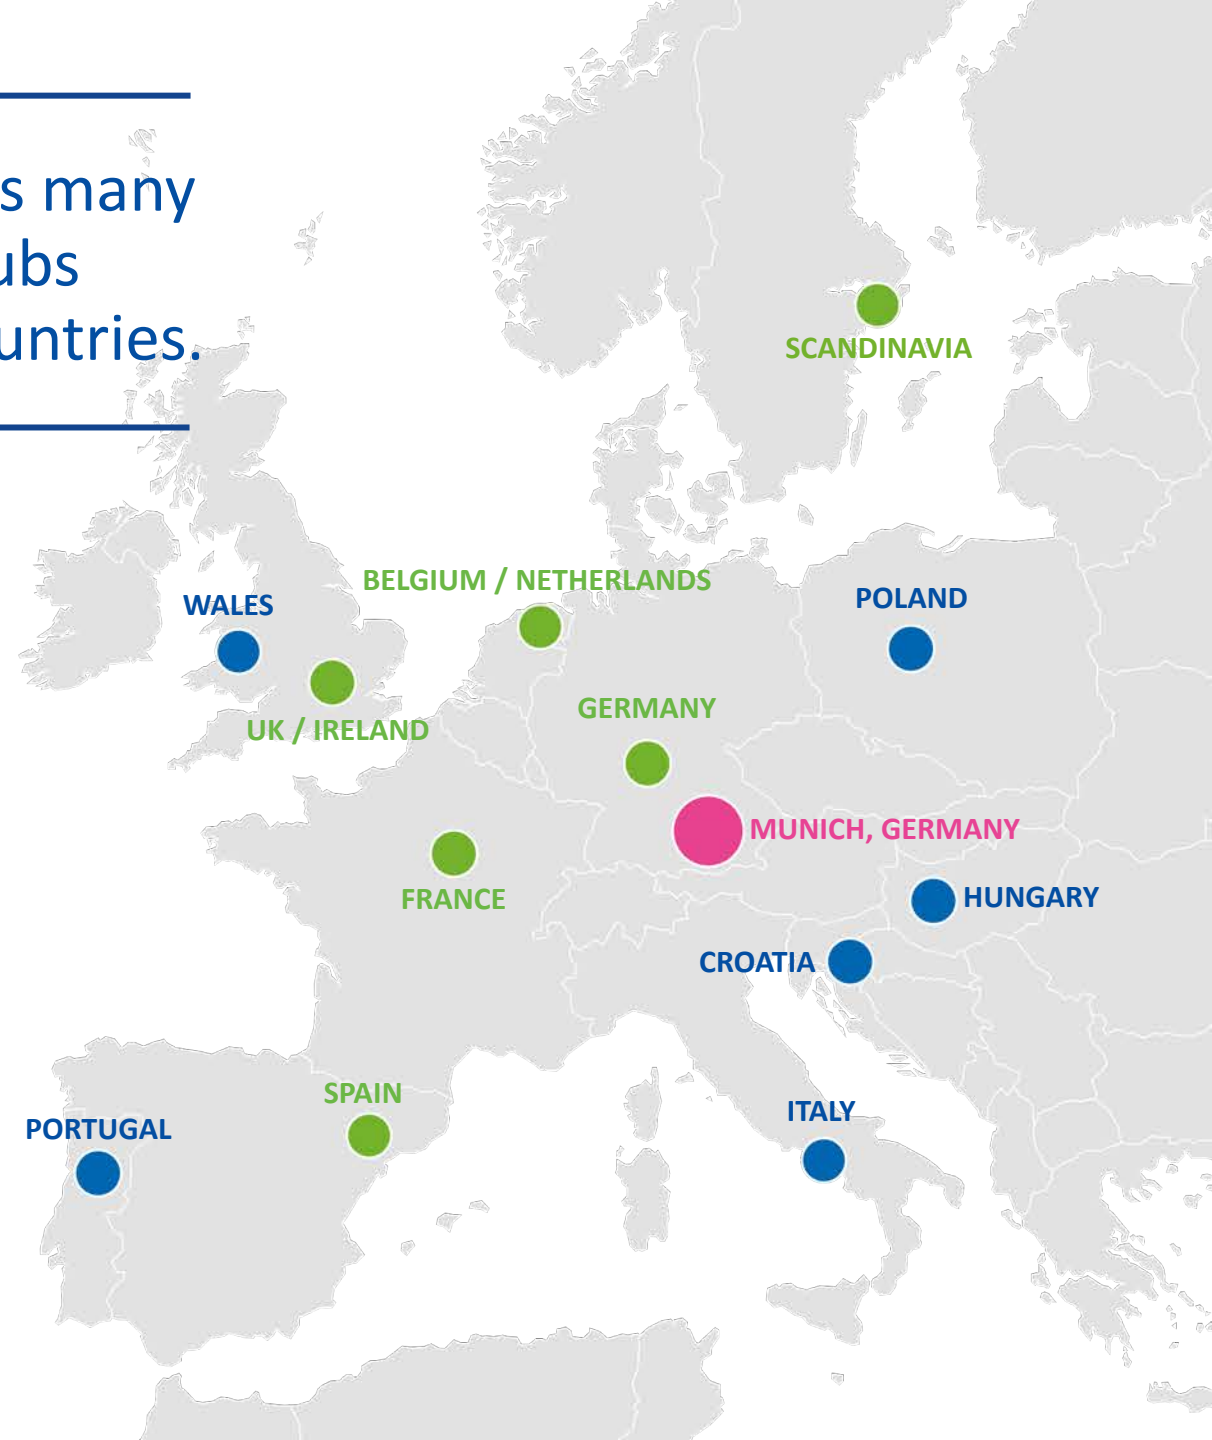 s many
ubs
untries.
SCANDINAVIA
BELGIUM / NETHERLANDS
WALES
POLAND
GERMANY
UK / IRELAND
MUNICH, GERMANY
FRANCE
HUNGARY
CROATIA
SPAIN
ITALY
PORTUGAL